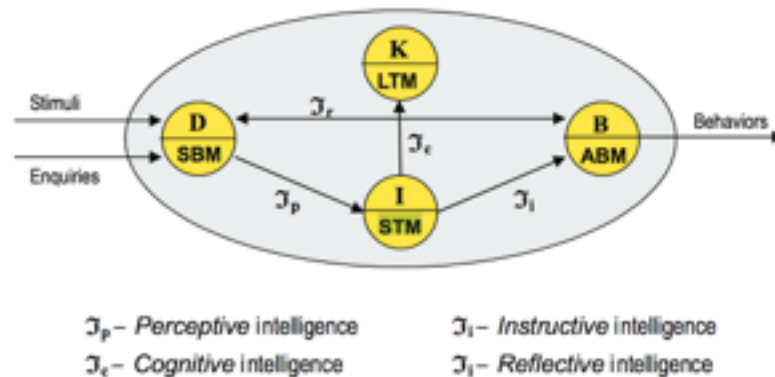 K
LTM
Stimuli
ℑr
D
SBM
B
ABM
Behaviors
ℑc
Enquiries
ℑp
I
STM
ℑi
ℑp – Perceptive intelligence
ℑi – Instructive intelligence
ℑc – Cognitive intelligence
ℑi – Reflective intelligence